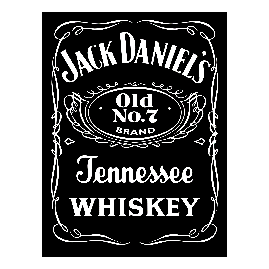 JACK DANIEL'S
Old
No.7
BRAND
Tennessee
WHISKEY